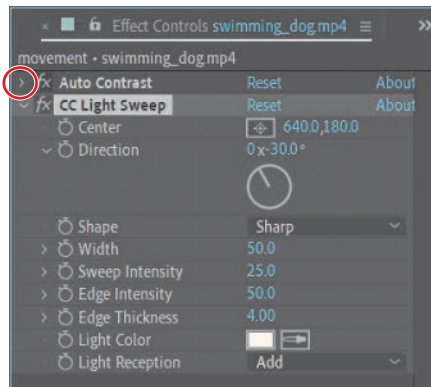 × Effect Controls swimming_dog.mp4 ≡ »
movement • swimming_dog.mp4
> fx Auto Contrast Reset About
fx CC Light Sweep Reset About
Center 640.0,180.0
Direction 0x-30.0°
Shape Sharp
> Width 50.0
> Sweep Intensity 25.0
> Edge Intensity 50.0
> Edge Thickness 4.00
Light Color
> Light Reception Add